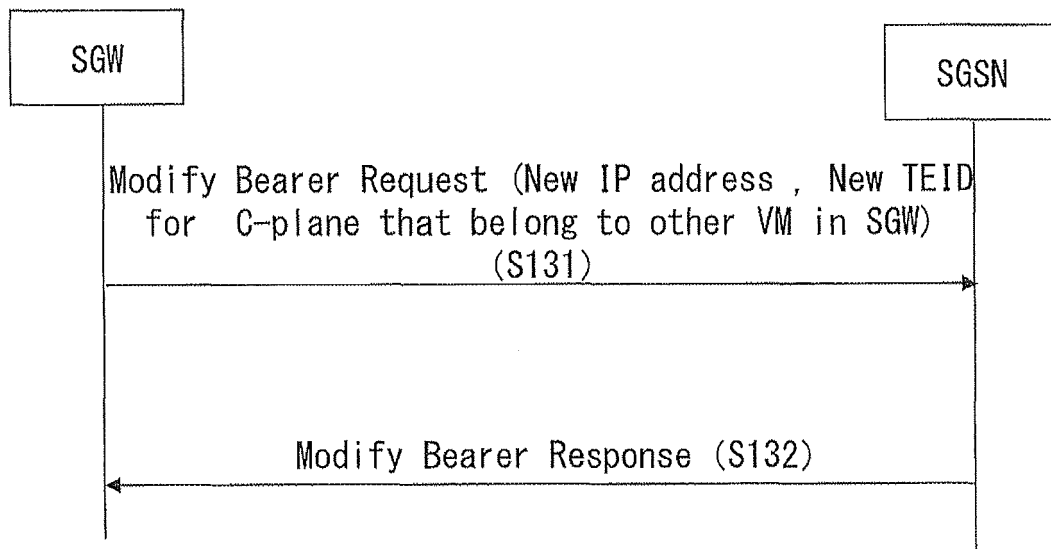 SGW
SGSN
Modify Bearer Request (New IP address , New TEID
for C-plane that belong to other VM in SGW)
(S131)
Modify Bearer Response (S132)